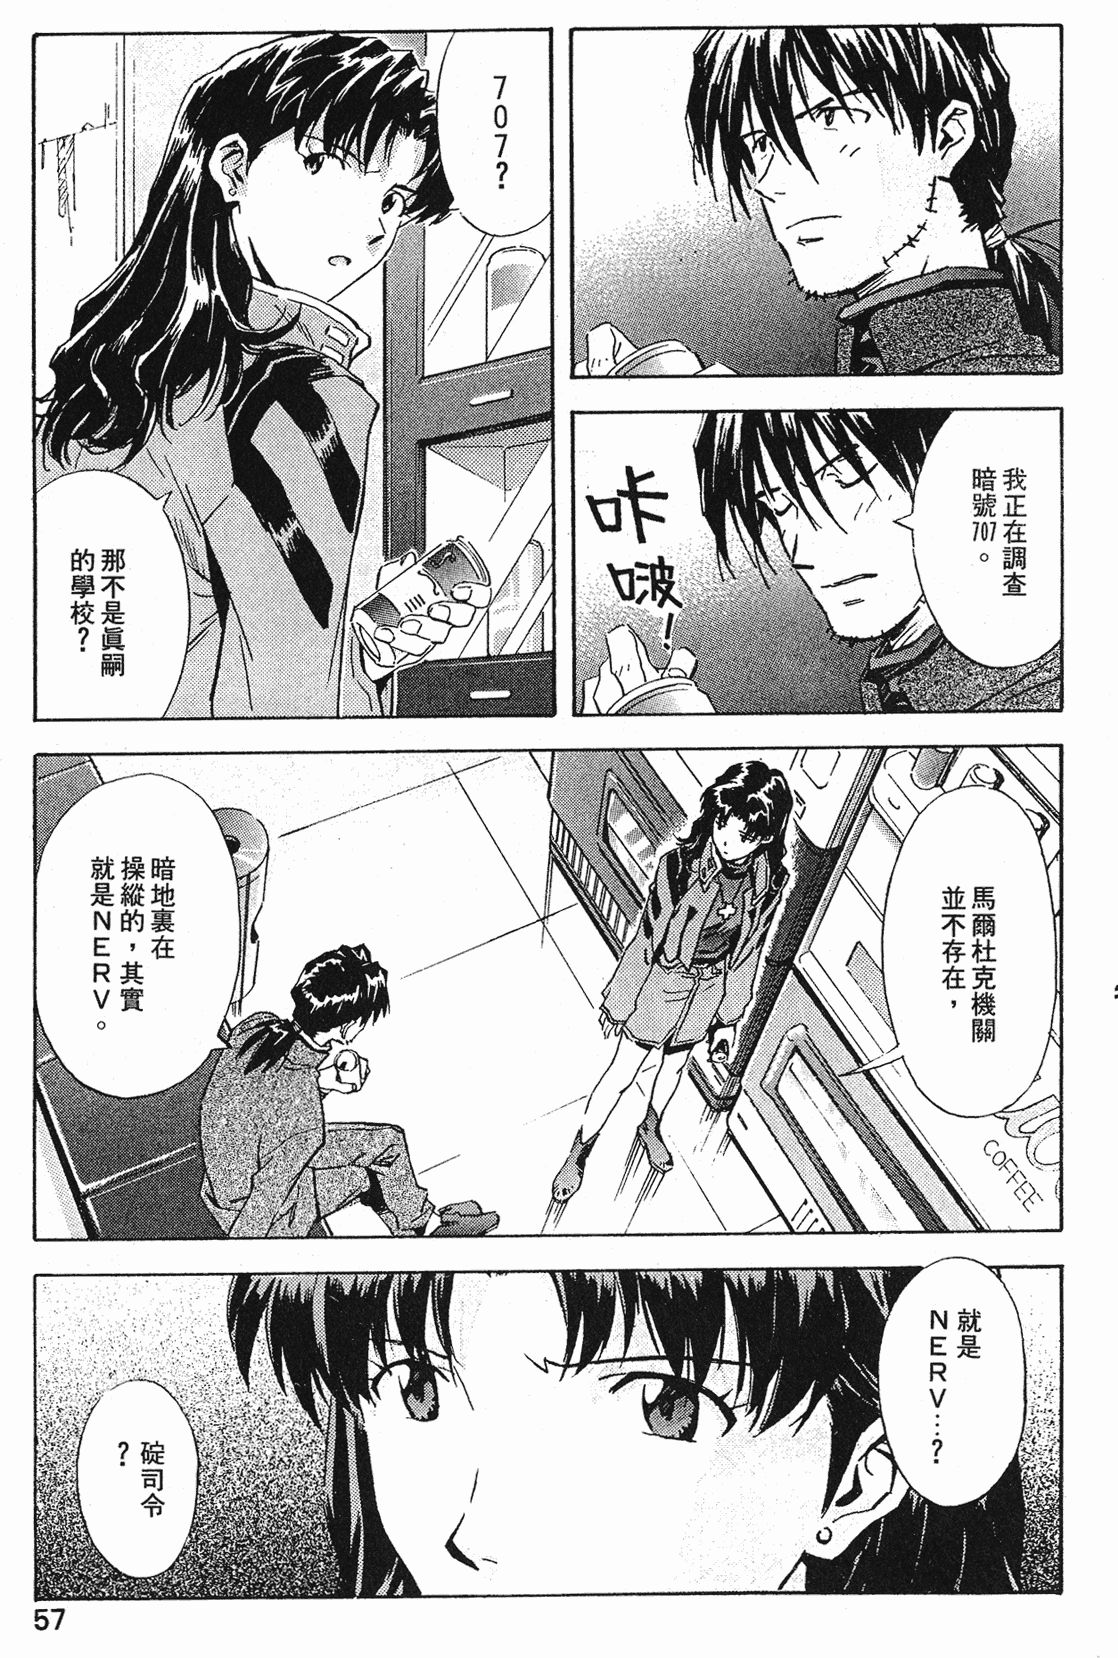 我正在調查
暗號707。
咔
啵!
707?
那不是眞嗣
的學校?
馬爾杜克機關
並不存在,
COFFEE
暗地裏在
操縱的,其實
就是NERV。
就是
NERV…?
碇司令
?
57